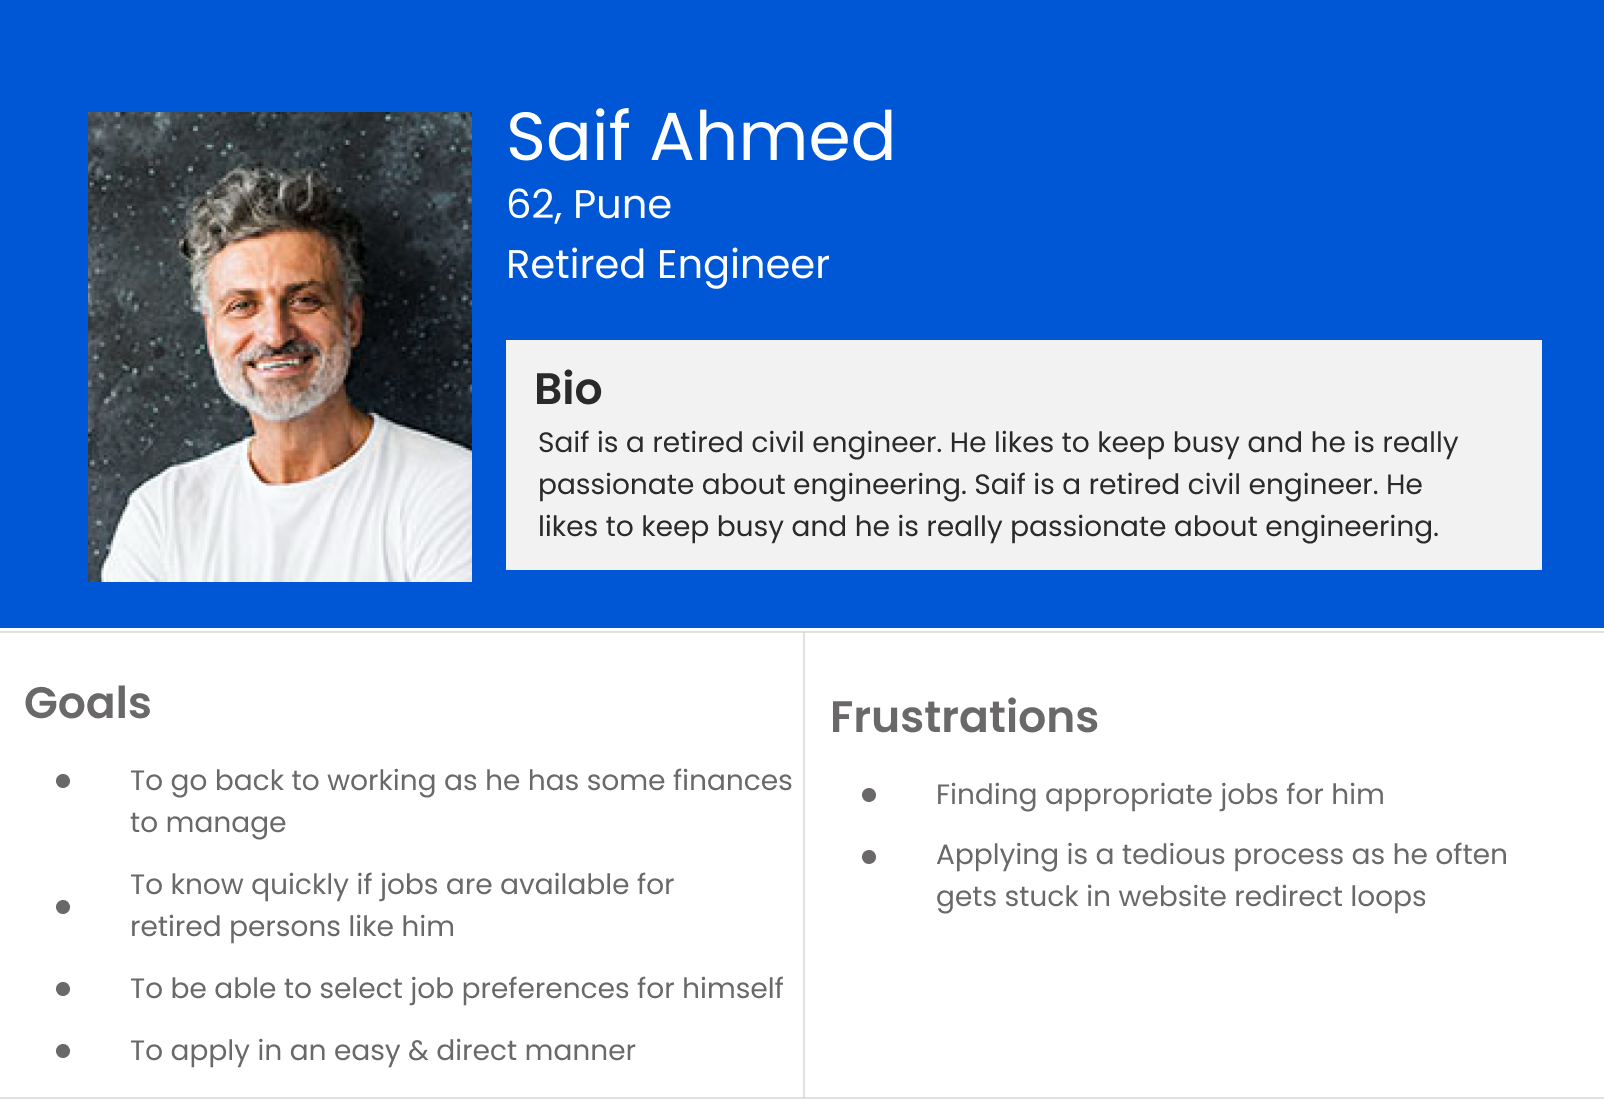 Saif Ahmed
62, Pune
Retired Engineer
Bio
Saif is a retired civil engineer. He likes to keep busy and he is really
passionate about engineering. Saif is a retired civil engineer. He
likes to keep busy and he is really passionate about engineering.
Goals
● To go back to working as he has some finances
to manage
● To know quickly if jobs are available for
retired persons like him
● To be able to select job preferences for himself
● To apply in an easy & direct manner
Frustrations
● Finding appropriate jobs for him
● Applying is a tedious process as he often
gets stuck in website redirect loops